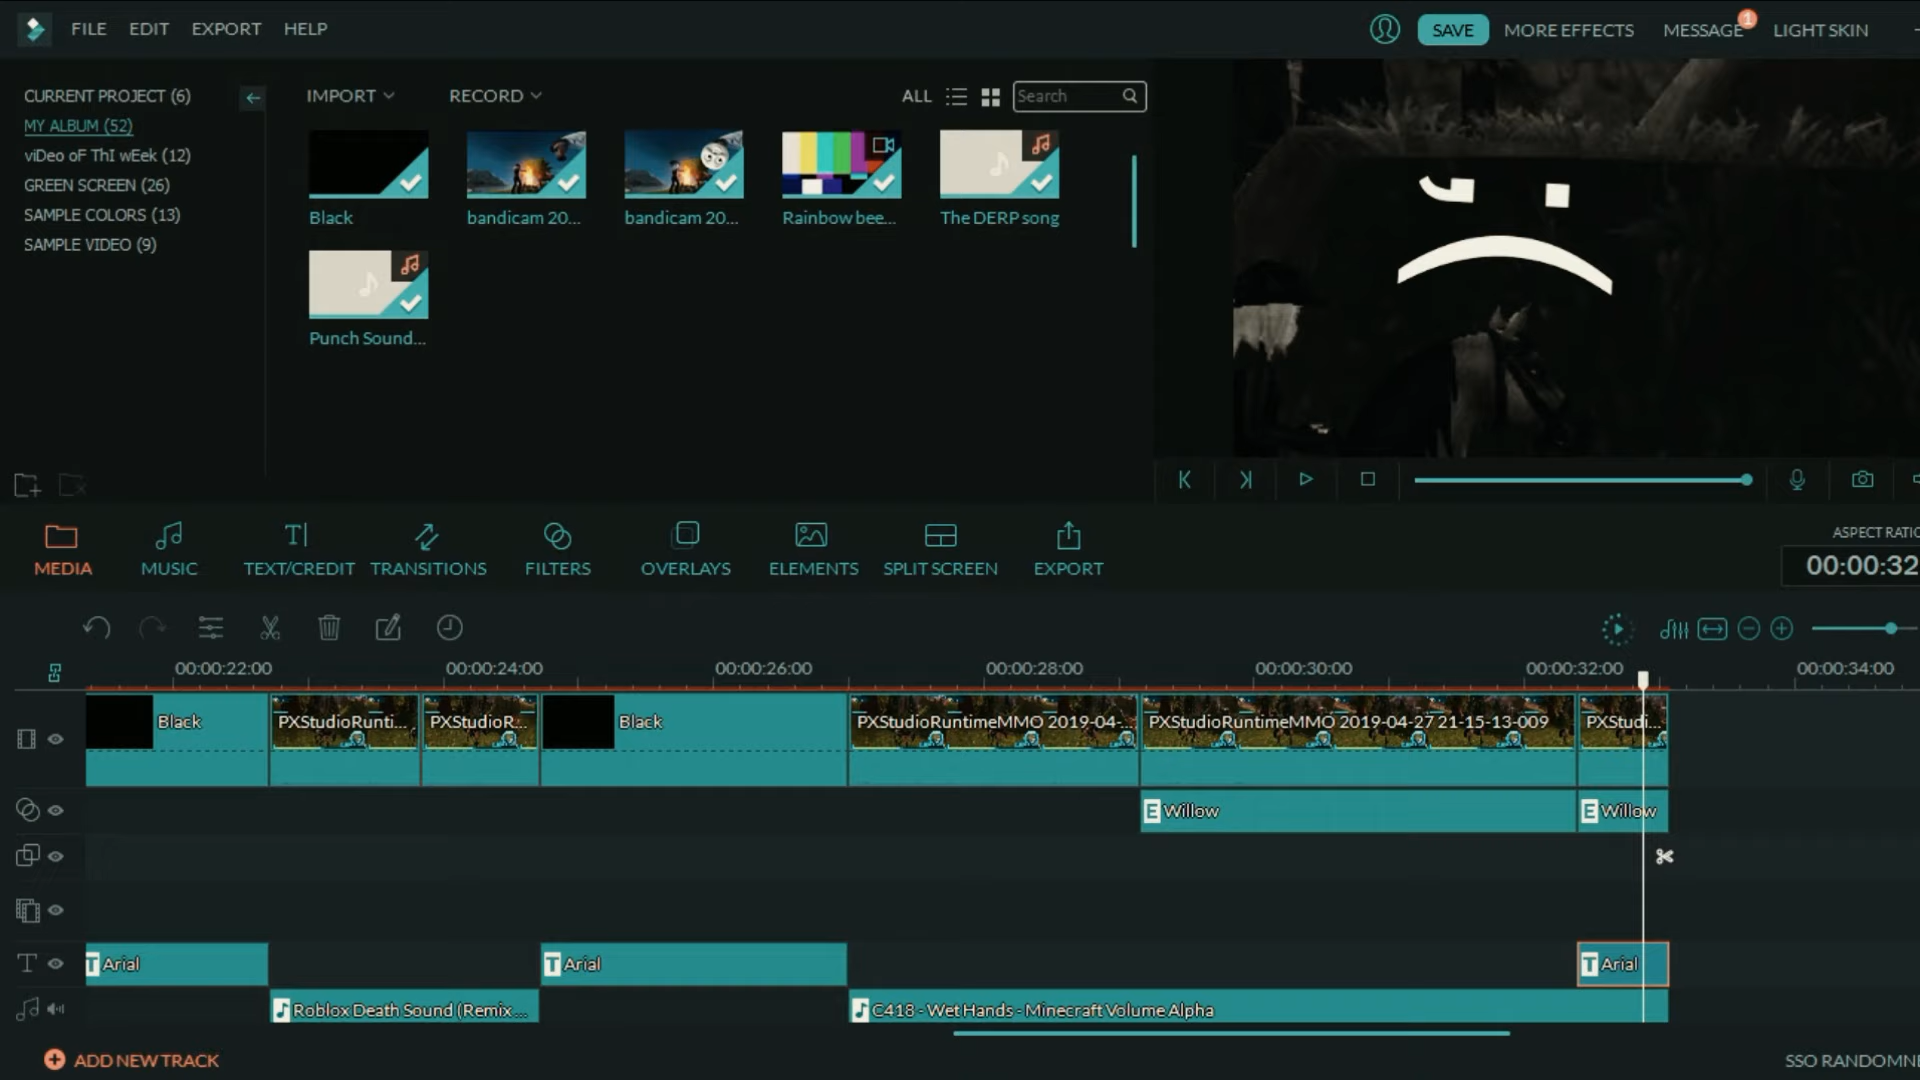 FILE EDIT EXPORT HELP
SAVE MORE EFFECTS MESSAGE 1 LIGHT SKIN
CURRENT PROJECT (6)
MY ALBUM (52)
viDeo oF ThI wEek (12)
GREEN SCREEN (26)
SAMPLE COLORS (13)
SAMPLE VIDEO (9)
IMPORT RECORD ALL Search
Black bandicam 20... bandicam 20... Rainbow bee... The DERP song
Punch Sound...
MEDIA MUSIC TEXT/CREDIT TRANSITIONS FILTERS OVERLAYS ELEMENTS SPLIT SCREEN EXPORT
ASPECT RATIO
00:00:32
00:00:22:00 00:00:24:00 00:00:26:00 00:00:28:00 00:00:30:00 00:00:32:00 00:00:34:00
Black PXStudioRunti... PXStudioR... Black PXStudioRuntimeMMO 2019-04-... PXStudioRuntimeMMO 2019-04-27 21-15-13-009 PXStudi...
E Willow E Willow
T Arial T Arial T Arial
Roblox Death Sound (Remix.... C418 - Wet Hands - Minecraft Volume Alpha
ADD NEW TRACK
SSO RANDOMNE